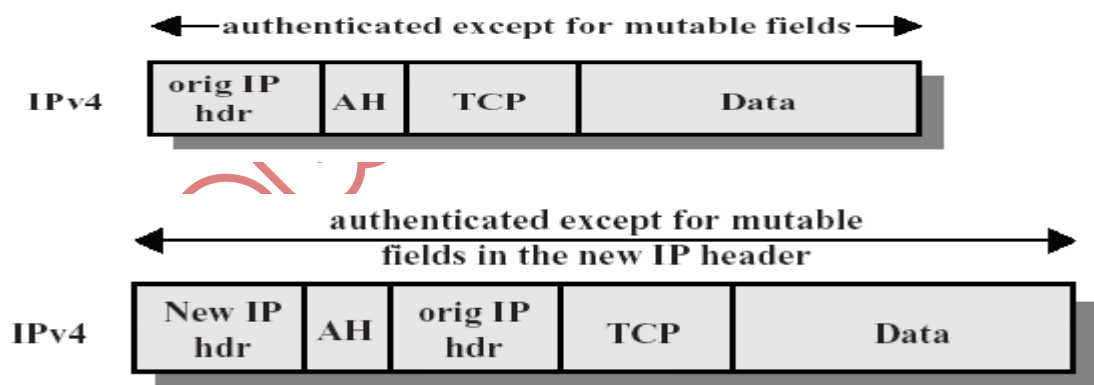 authenticated except for mutable fields
IPv4
orig IP
hdr
AH
TCP
Data
authenticated except for mutable
fields in the new IP header
IPv4
New IP
hdr
AH
orig IP
hdr
TCP
Data